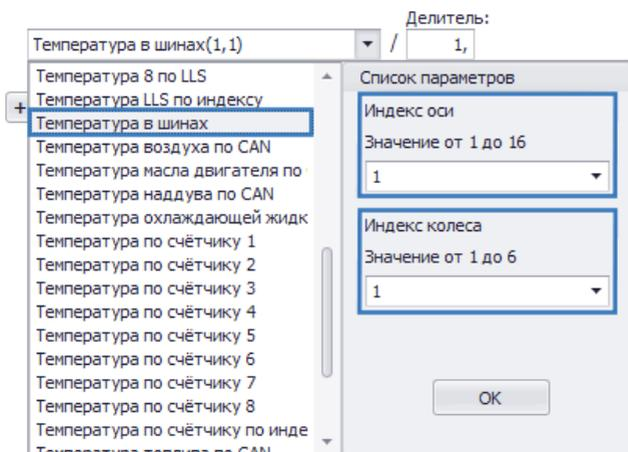 Делитель:
Температура в шинах(1,1)
/
1,
Температура 8 по LLS
Список параметров
+
Температура LLS по индексу
Индекс оси
Температура в шинах
Значение от 1 до 16
Температура воздуха по CAN
Температура масла двигателя по
1
Температура наддува по CAN
Температура охлаждающей жидк
Индекс колеса
Температура по счётчику 1
Значение от 1 до 6
Температура по счётчику 2
Температура по счётчику 3
1
Температура по счётчику 4
Температура по счётчику 5
Температура по счётчику 6
Температура по счётчику 7
OK
Температура по счётчику 8
Температура по счётчику по инде
Температура топлива по CAN